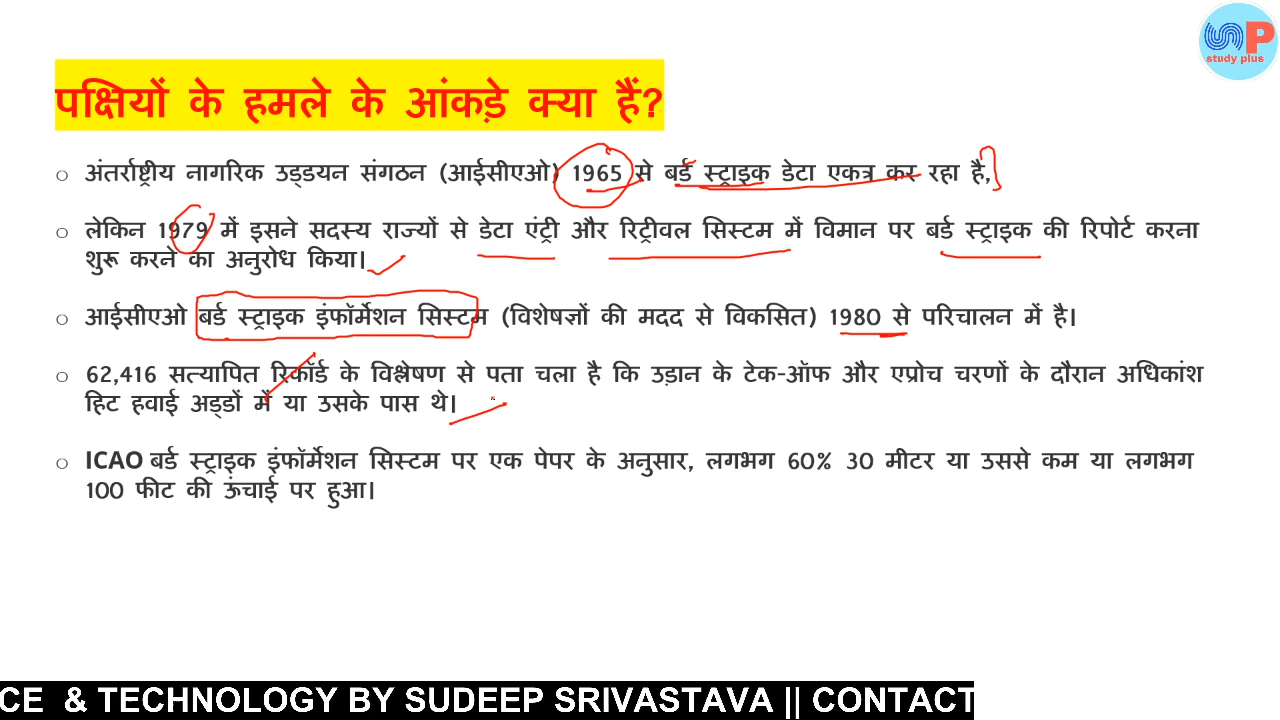 study plus
पक्षियों के हमले के आंकड़े क्या हैं?
अंतर्राष्ट्रीय नागरिक उड्डयन संगठन (आईसीएओ) 1965 से बर्ड स्ट्राइक डेटा एकत्र कर रहा है,
लेकिन 1979 में इसने सदस्य राज्यों से डेटा एंट्री और रिट्रीवल सिस्टम में विमान पर बर्ड स्ट्राइक की रिपोर्ट करना
शुरू करने का अनुरोध किया।
आईसीएओ बर्ड स्ट्राइक इंफॉर्मेशन सिस्टम (विशेषज्ञों की मदद से विकसित) 1980 से परिचालन में है।
62,416 सत्यापित रिकॉर्ड के विश्लेषण से पता चला है कि उड़ान के टेक-ऑफ और एप्रोच चरणों के दौरान अधिकांश
हिट हवाई अड्डों में या उसके पास थे।
ICAO बर्ड स्ट्राइक इंफॉर्मेशन सिस्टम पर एक पेपर के अनुसार, लगभग 60% 30 मीटर या उससे कम या लगभग
100 फीट की ऊंचाई पर हुआ।
CE & TECHNOLOGY BY SUDEEP SRIVASTAVA || CONTACT